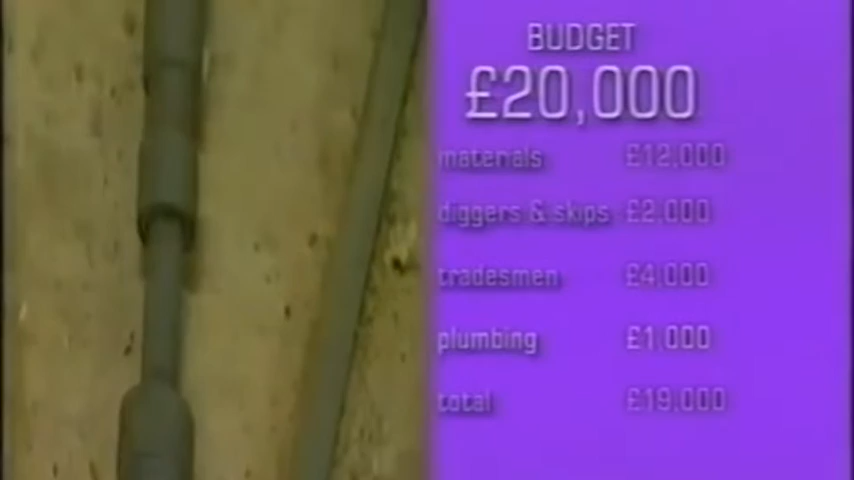 BUDGET
£20,000
materials £12,000
diggers & skips £2,000
tradesmen £4,000
plumbing £1,000
total £19,000